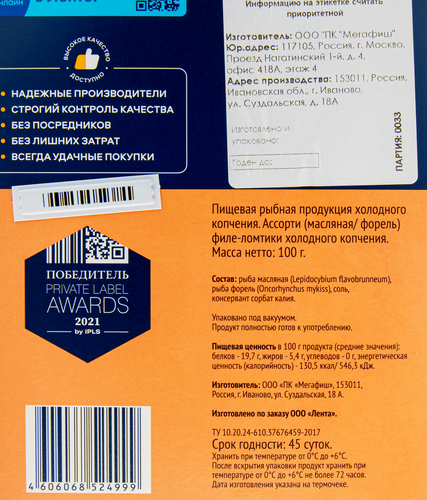 Информацию на этикетке считать
приоритетной
Изготовитель: ООО "ПК "Мегафиш"
Юр.адрес: 117105, Россия, г. Москва,
Проезд Нагатинский 1-й, д. 4,
офис 418А, этаж 4
Адрес производства: 153011, Россия,
Ивановская обл., г. Иваново,
ул. Суздальская, д. 18А
Изготовлено и
упаковано:
Годен до:
ПАРТИЯ: 0033
ВЫСОКОЕ КАЧЕСТВО
ДОСТУПНО
• НАДЕЖНЫЕ ПРОИЗВОДИТЕЛИ
• СТРОГИЙ КОНТРОЛЬ КАЧЕСТВА
• БЕЗ ПОСРЕДНИКОВ
• БЕЗ ЛИШНИХ ЗАТРАТ
• ВСЕГДА УДАЧНЫЕ ПОКУПКИ
ПОБЕДИТЕЛЬ
PRIVATE LABEL
AWARDS
2021
by IPLS
Пищевая рыбная продукция холодного
копчения. Ассорти (масляная/ форель)
филе-ломтики холодного копчения.
Масса нетто: 100 г.
Состав: рыба масляная (Lepidocybium flavobrunneum),
рыба форель (Oncorhynchus mykiss), соль,
консервант сорбат калия.
Упаковано под вакуумом.
Продукт полностью готов к употреблению.
Пищевая ценность в 100 г продукта (средние значения):
белков - 19,7 г, жиров - 5,4 г, углеводов - 0 г, энергетическая
ценность (калорийность) - 130,5 ккал/ 546,3 кДж.
Изготовитель: ООО «ПК «Мегафиш», 153011,
Россия, г. Иваново, ул. Суздальская, д. 18 А
Изготовлено по заказу ООО «Лента».
ТУ 10.20.24-610.37676459-2017
Срок годности: 45 суток.
Хранить при температуре от 0°С до +6°С.
После вскрытия упаковки продукт хранить при
температуре от 0°С до +6°С не более 72 часов.
Дата изготовления указана на термочеке.
4 606068 524999